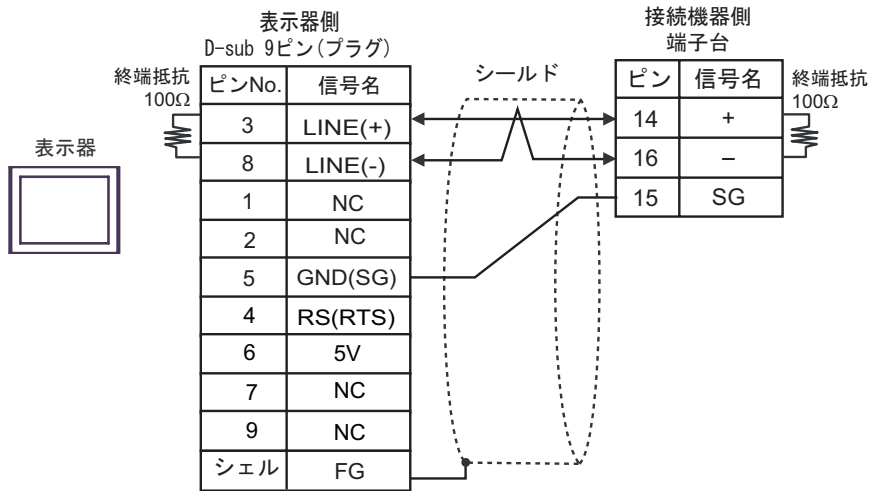 表示器側
D-sub 9ピン(プラグ)
接続機器側
端子台
終端抵抗
100Ω
ピンNo. 信号名
シールド
ピン 信号名
終端抵抗
100Ω
3 LINE(+)
14 +
表示器
8 LINE(-)
16 –
1 NC
15 SG
2 NC
5 GND(SG)
4 RS(RTS)
6 5V
7 NC
9 NC
シェル FG